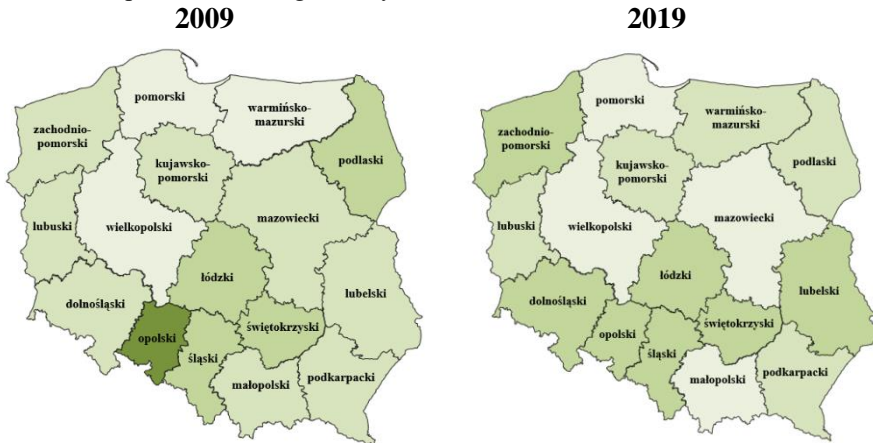 2009
2019
pomorski
warmińsko-
mazurski
zachodnio-
pomorski
podlaski
kujawsko-
pomorski
mazowiecki
lubuski
wielkopolski
łódzki
lubelski
dolnośląski
opolski
świętokrzyski
śląski
małopolski
podkarpacki
pomorski
warmińsko-
mazurski
zachodnio-
pomorski
podlaski
kujawsko-
pomorski
mazowiecki
lubuski
wielkopolski
łódzki
lubelski
dolnośląski
opolski
świętokrzyski
śląski
małopolski
podkarpacki